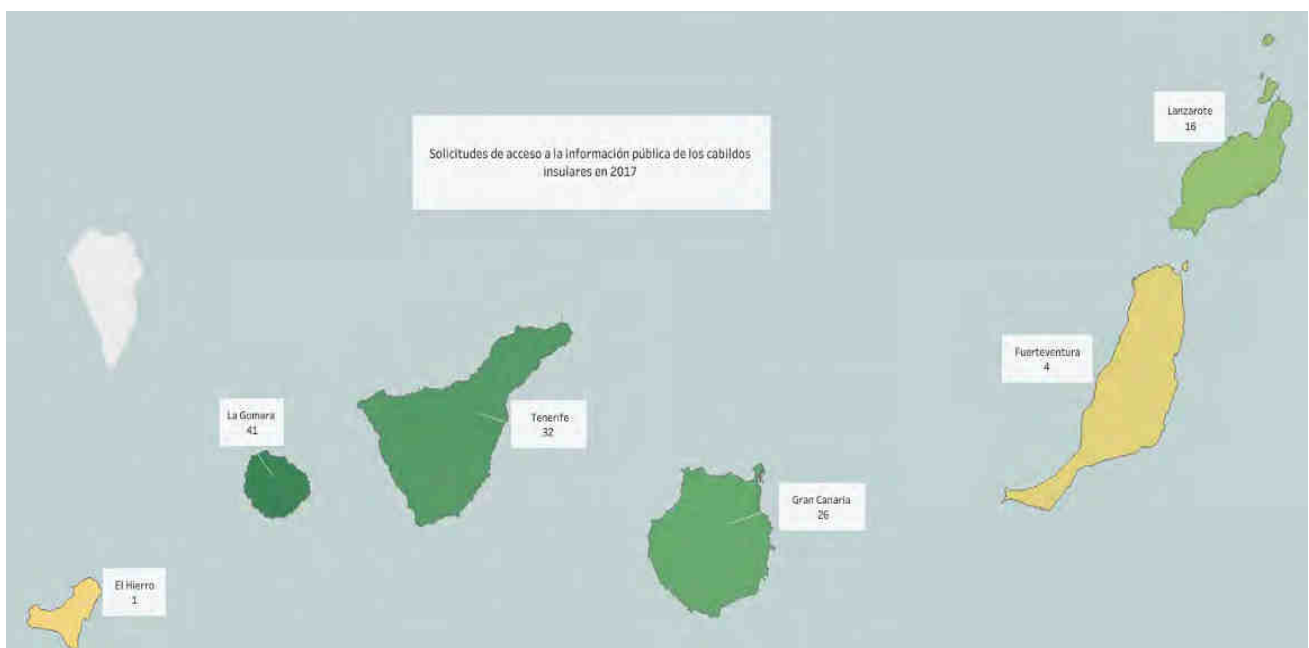 Solicitudes de acceso a la información pública de los cabildos
insulares en 2017
Lanzarote
16
Fuerteventura
4
La Gomara
41
Tenerife
32
Gran Canaria
26
El Hierro
1